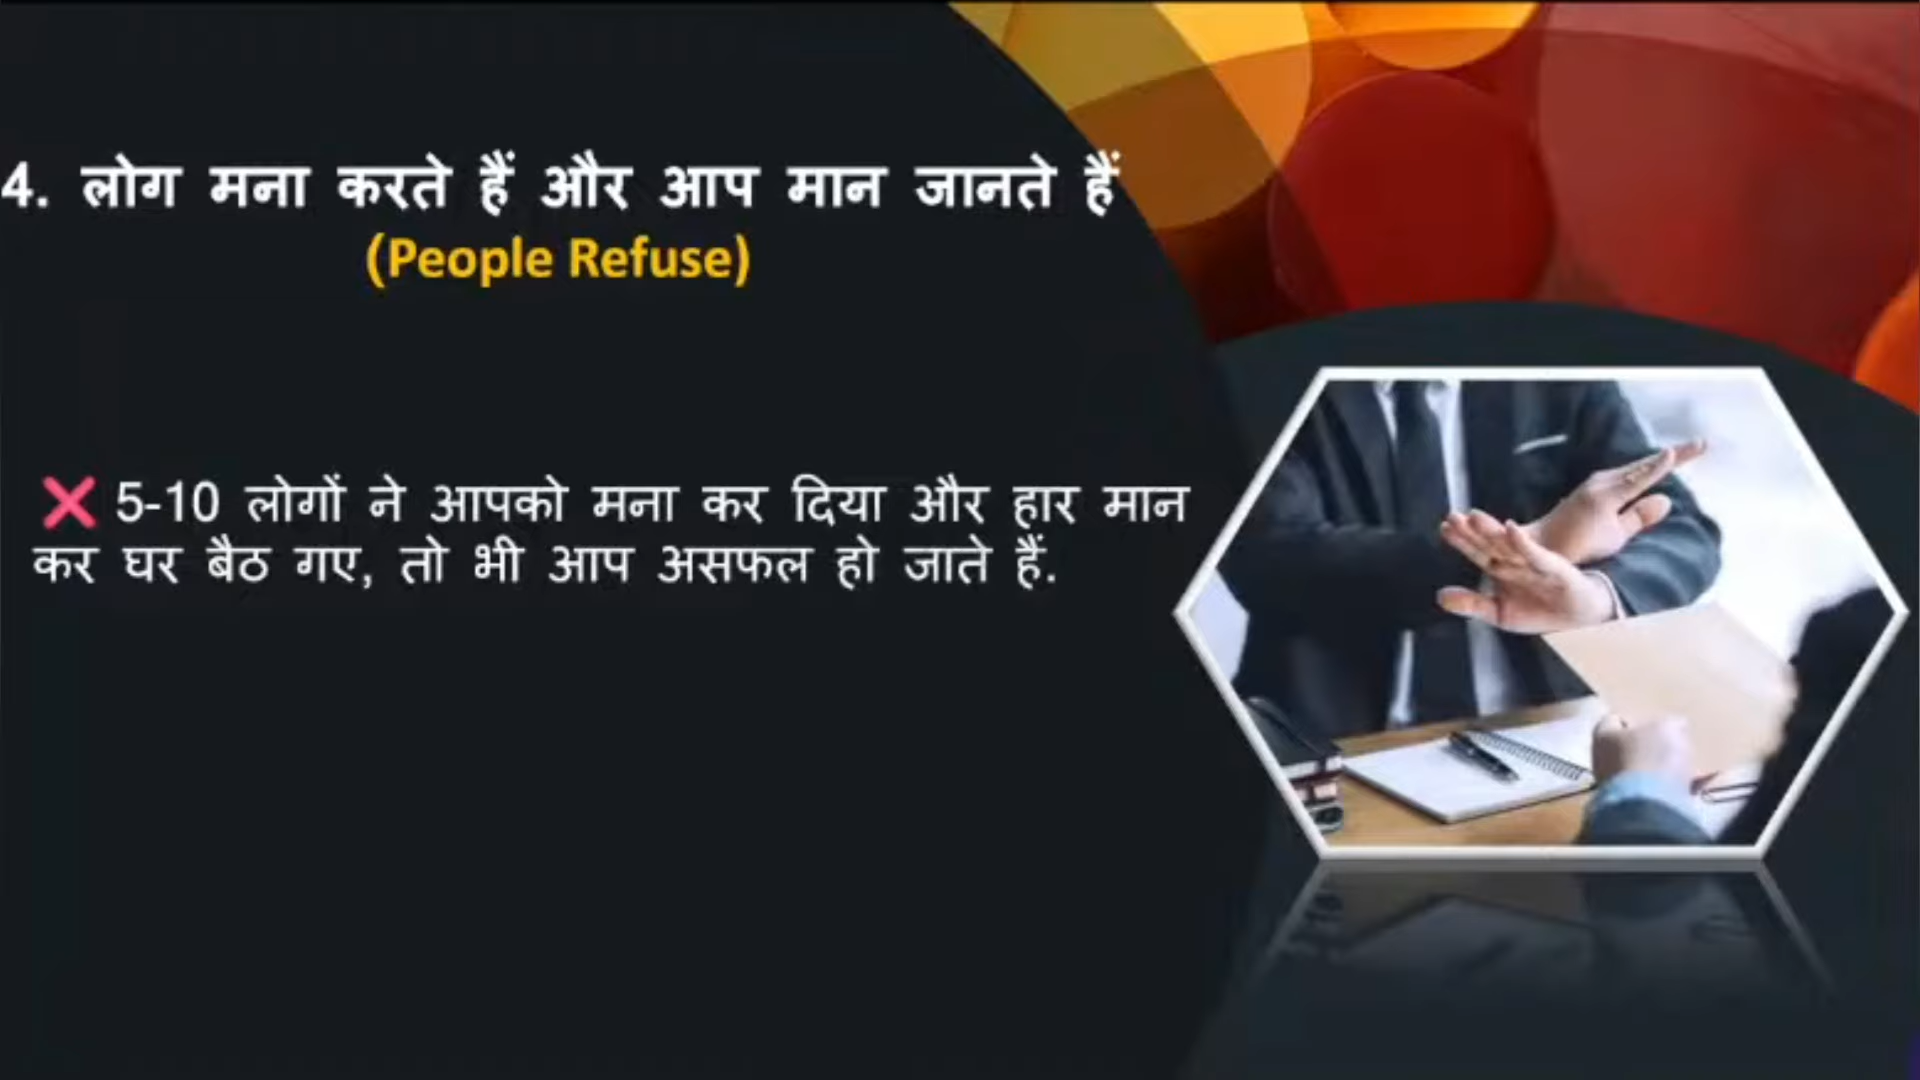 4. लोग मना करते हैं और आप मान जानते हैं
(People Refuse)
❌ 5-10 लोगों ने आपको मना कर दिया और हार मान
कर घर बैठ गए, तो भी आप असफल हो जाते हैं.